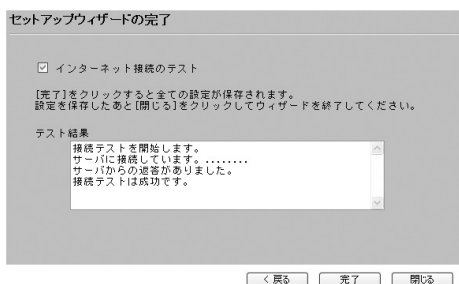 セットアップウィザードの完了
インターネット接続のテスト
[完了]をクリックすると全ての設定が保存されます。
設定を保存したあと[閉じる]をクリックしてウィザードを終了してください。
テスト結果
接続テストを開始します。
サーバに接続しています。........
サーバからの返答がありました。
接続テストは成功です。
< 戻る 完了 閉じる